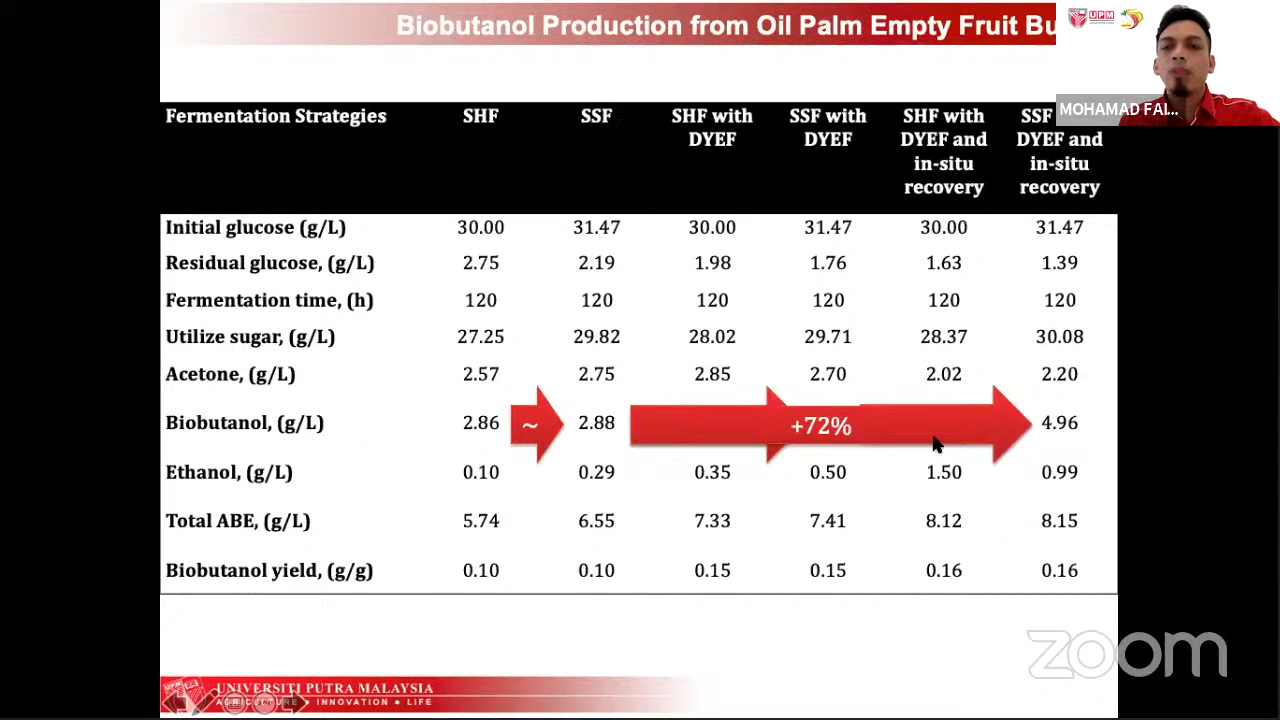 Biobutanol Production from Oil Palm Empty Fruit Bu
UPM
MOHAMAD FAI...
Fermentation Strategies SHF SSF SHF with DYEF SSF with DYEF SHF with DYEF and in-situ recovery SSF DYEF and in-situ recovery
Initial glucose (g/L) 30.00 31.47 30.00 31.47 30.00 31.47
Residual glucose, (g/L) 2.75 2.19 1.98 1.76 1.63 1.39
Fermentation time, (h) 120 120 120 120 120 120
Utilize sugar, (g/L) 27.25 29.82 28.02 29.71 28.37 30.08
Acetone, (g/L) 2.57 2.75 2.85 2.70 2.02 2.20
Biobutanol, (g/L) 2.86 ~ 2.88 +72% 4.96
Ethanol, (g/L) 0.10 0.29 0.35 0.50 1.50 0.99
Total ABE, (g/L) 5.74 6.55 7.33 7.41 8.12 8.15
Biobutanol yield, (g/g) 0.10 0.10 0.15 0.15 0.16 0.16
zoom
UNIVERSITI PUTRA MALAYSIA
AGRICULTURE • INNOVATION • LIFE